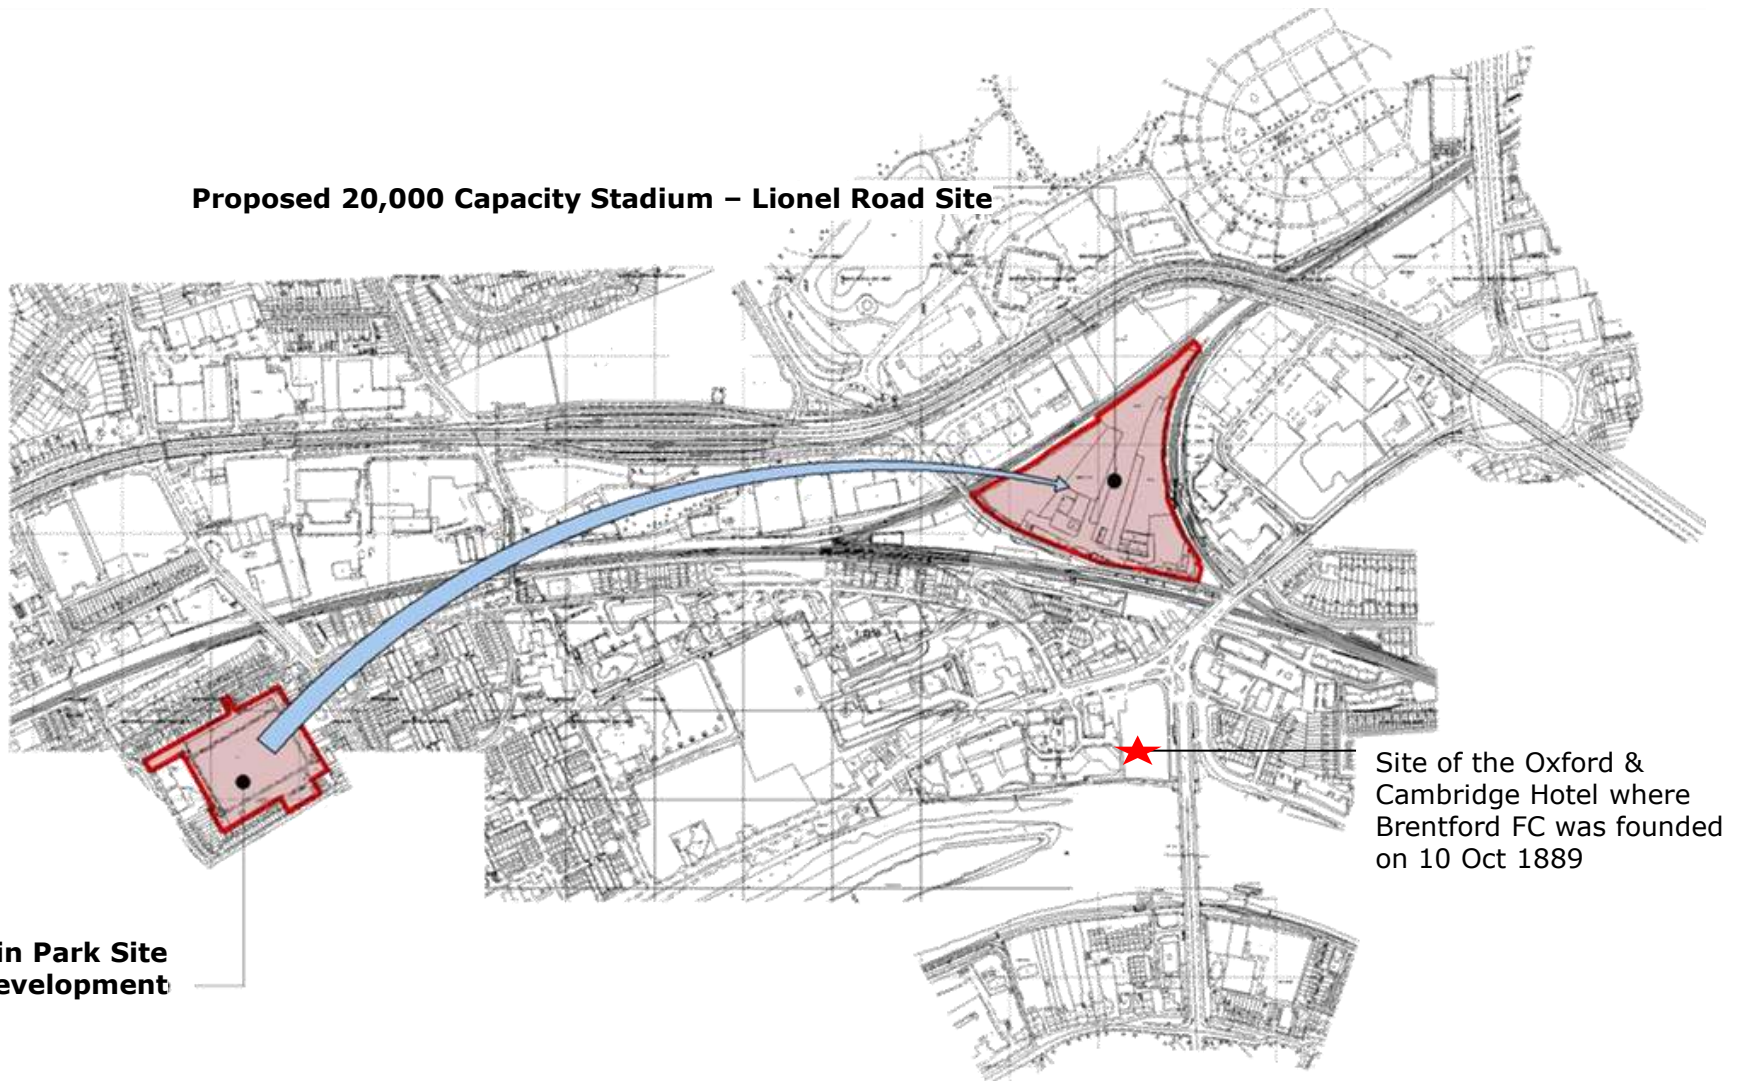 Proposed 20,000 Capacity Stadium – Lionel Road Site
Site of the Oxford &
Cambridge Hotel where
Brentford FC was founded
on 10 Oct 1889
in Park Site
evelopment